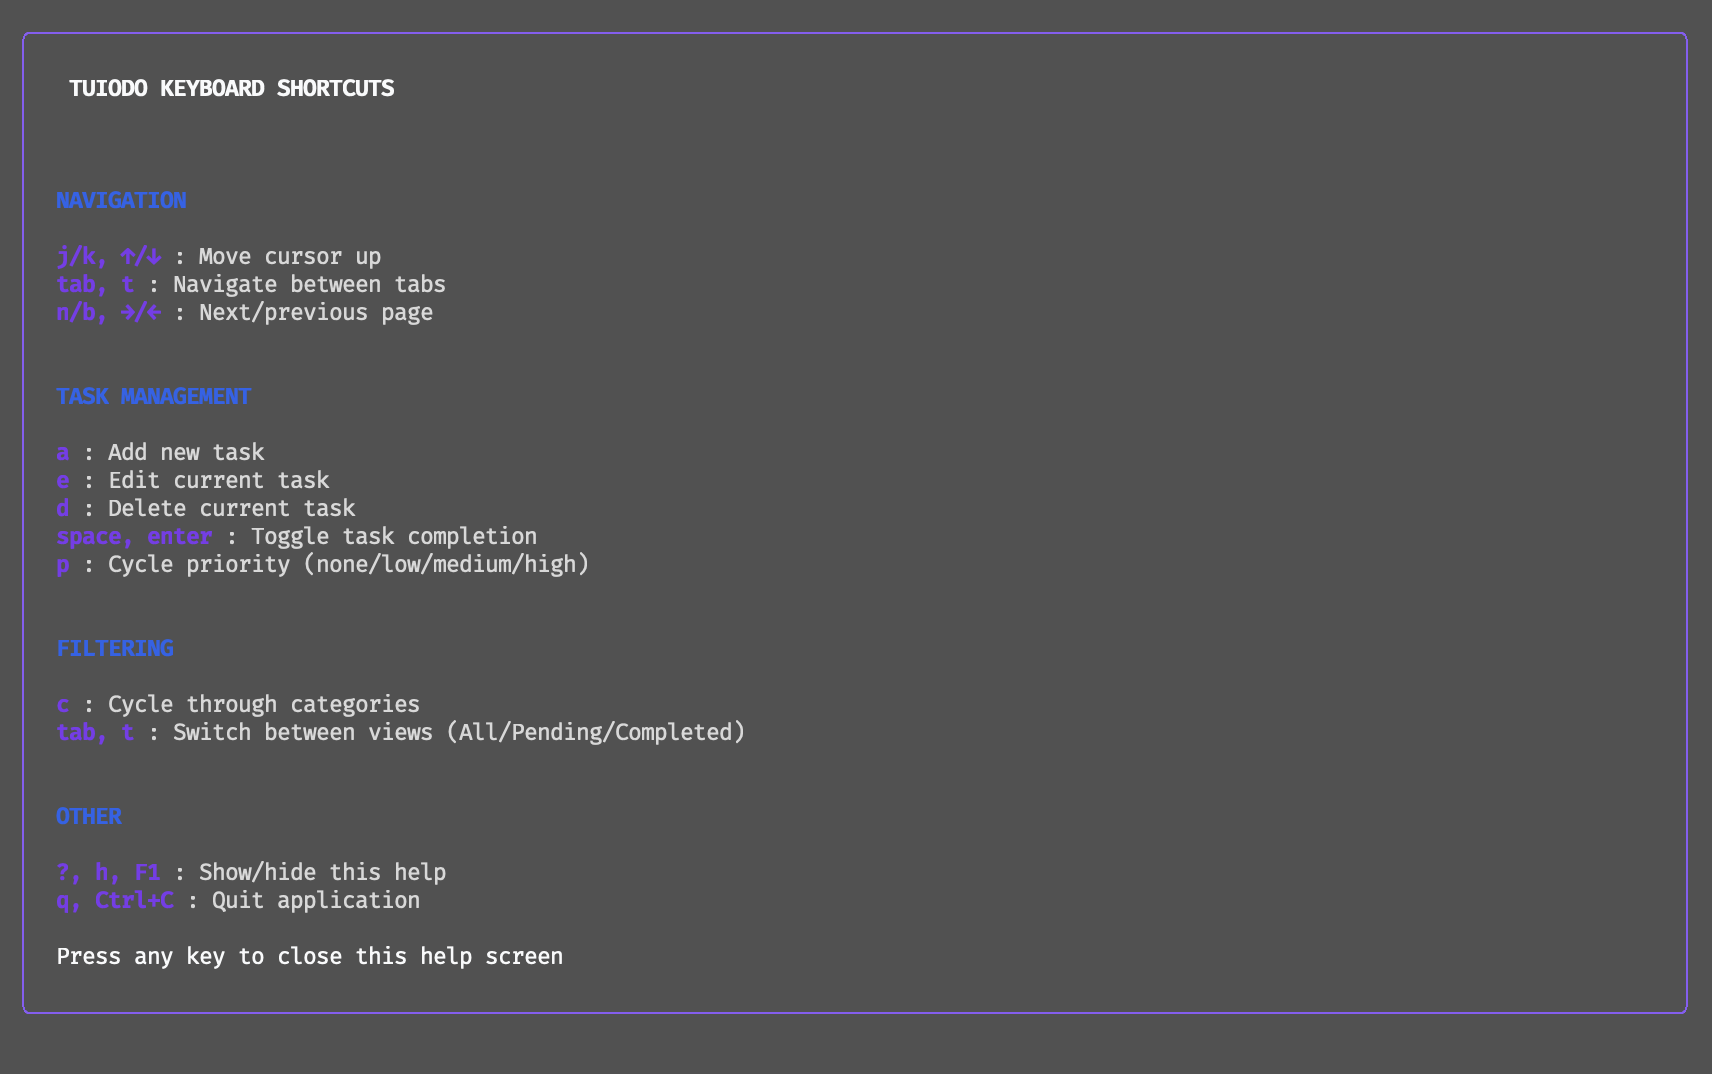 TUIODO KEYBOARD SHORTCUTS
NAVIGATION
j/k, ↑/↓ : Move cursor up
tab, t : Navigate between tabs
n/b, →/← : Next/previous page
TASK MANAGEMENT
a : Add new task
e : Edit current task
d : Delete current task
space, enter : Toggle task completion
p : Cycle priority (none/low/medium/high)
FILTERING
c : Cycle through categories
tab, t : Switch between views (All/Pending/Completed)
OTHER
?, h, F1 : Show/hide this help
q, Ctrl+C : Quit application
Press any key to close this help screen